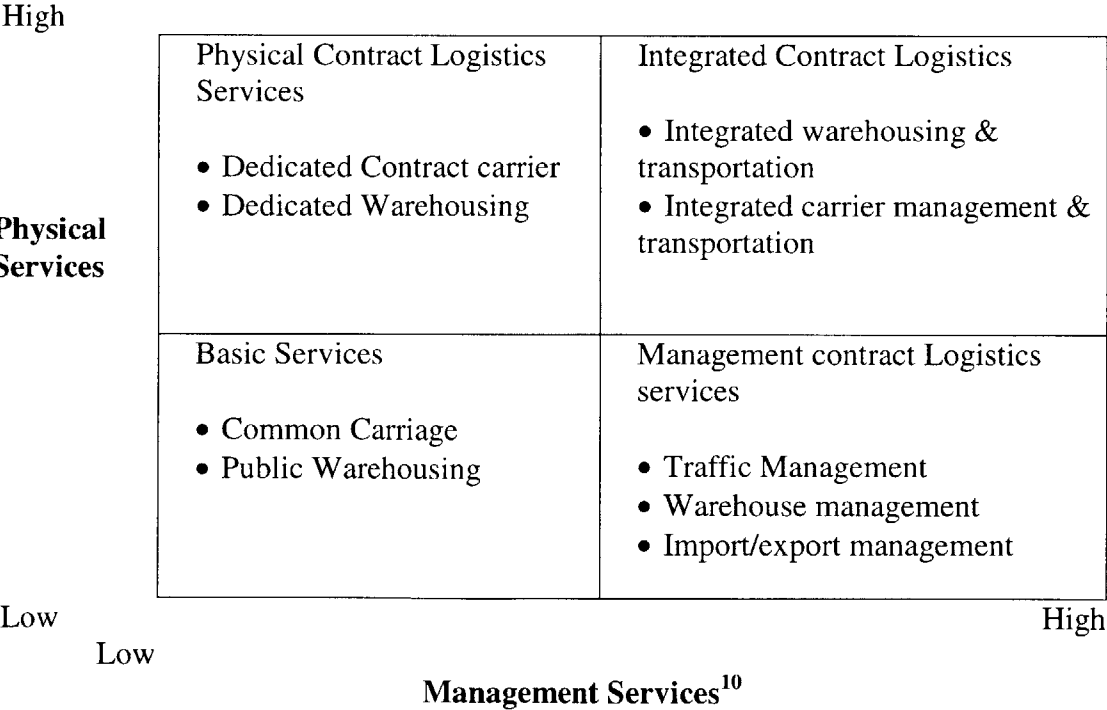 High
Physical Contract Logistics
Services
• Dedicated Contract carrier
• Dedicated Warehousing
Integrated Contract Logistics
• Integrated warehousing &
transportation
• Integrated carrier management &
transportation
Physical
Services
Basic Services
• Common Carriage
• Public Warehousing
Management contract Logistics
services
• Traffic Management
• Warehouse management
• Import/export management
Low
High
Low
Management Services10